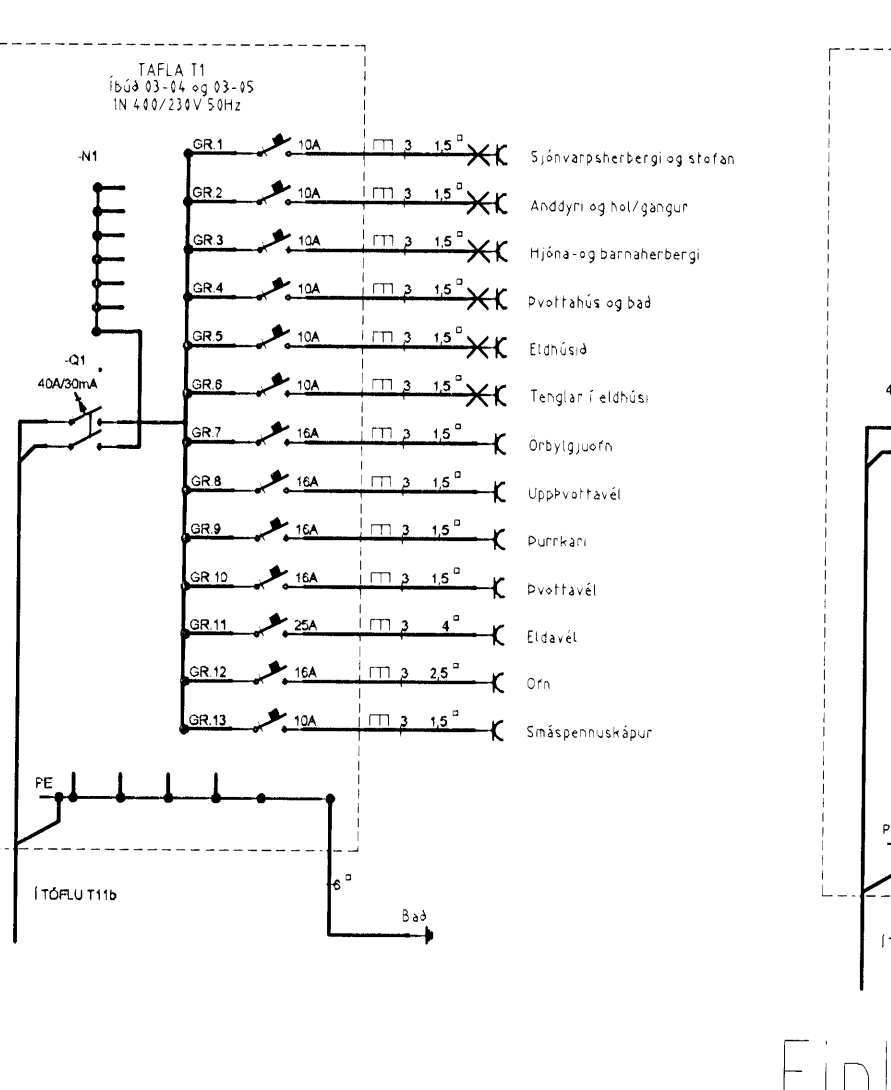 TAFLA T1
Íbúð 03-04 og 03-05
1N 400/230V 50Hz
-N1
-Q1
40A/30mA
GR.1 10A 3 1,5 Sjónvarpsherbergi og stofan
GR.2 10A 3 1,5 Anddyri og hol/gangur
GR.3 10A 3 1,5 Hjóna-og barnaherbergi
GR.4 10A 3 1,5 Þvottahús og bað
GR.5 10A 3 1,5 Eldhúsið
GR.6 10A 3 1,5 Tenglar í eldhúsi
GR.7 16A 3 1,5 Örbylgjuofn
GR.8 16A 3 1,5 Uppþvottavél
GR.9 16A 3 1,5 Þurrkari
GR.10 16A 3 1,5 Þvottavél
GR.11 25A 3 4 Eldavél
GR.12 16A 3 2,5 Ofn
GR.13 10A 3 1,5 Smáspennuskápur
PE
6
Í TÖFLU T11b
Bað
4
P